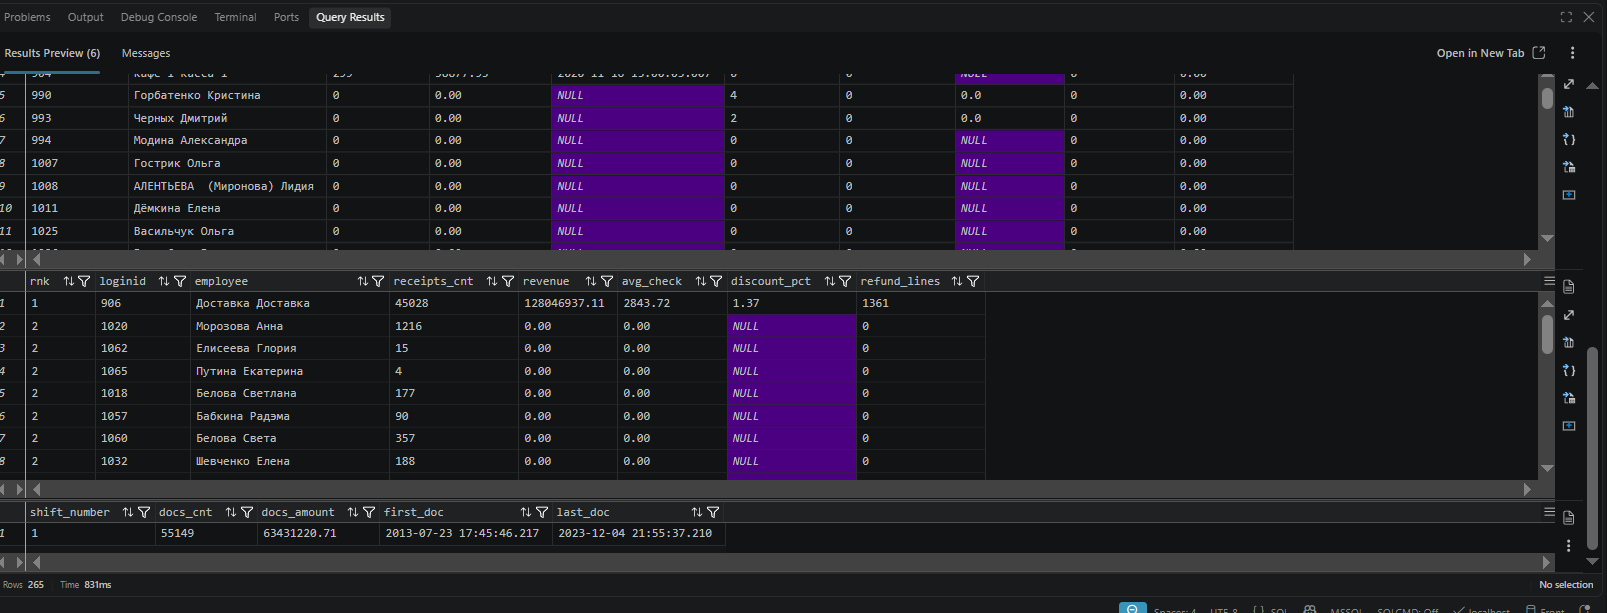 Problems Output Debug Console Terminal Ports Query Results
Results Preview (6) Messages Open in New Tab
5 990 Горбатенко Кристина 0 0.00 NULL 4 0 0.0 0 0.00
6 993 Черных Дмитрий 0 0.00 NULL 2 0 0.0 0 0.00
7 994 Модина Александра 0 0.00 NULL 0 0 NULL 0 0.00
8 1007 Гострик Ольга 0 0.00 NULL 0 0 NULL 0 0.00
9 1008 АЛЕНТЬЕВА (Миронова) Лидия 0 0.00 NULL 0 0 NULL 0 0.00
10 1011 Дёмкина Елена 0 0.00 NULL 0 0 NULL 0 0.00
11 1025 Васильчук Ольга 0 0.00 NULL 0 0 NULL 0 0.00
rnk loginid employee receipts_cnt revenue avg_check discount_pct refund_lines
1 1 906 Доставка Доставка 45028 128046937.11 2843.72 1.37 1361
2 2 1020 Морозова Анна 1216 0.00 0.00 NULL 0
3 2 1062 Елисеева Глория 15 0.00 0.00 NULL 0
4 2 1065 Путина Екатерина 4 0.00 0.00 NULL 0
5 2 1018 Белова Светлана 177 0.00 0.00 NULL 0
6 2 1057 Бабкина Радэма 90 0.00 0.00 NULL 0
7 2 1060 Белова Света 357 0.00 0.00 NULL 0
8 2 1032 Шевченко Елена 188 0.00 0.00 NULL 0
shift_number docs_cnt docs_amount first_doc last_doc
1 1 55149 63431220.71 2013-07-23 17:45:46.217 2023-12-04 21:55:37.210
Rows 265 Time 831ms No selection
Spaces: 4 UTF-8 SQL MSSQL SQLCMD: Off localhost Front